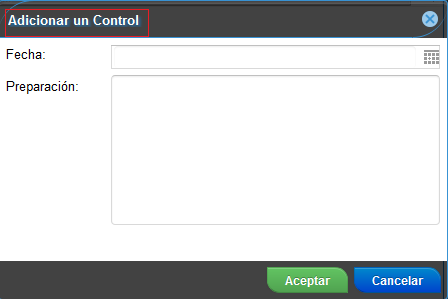 Adicionar un Control
Fecha:
Preparación:
Aceptar
Cancelar